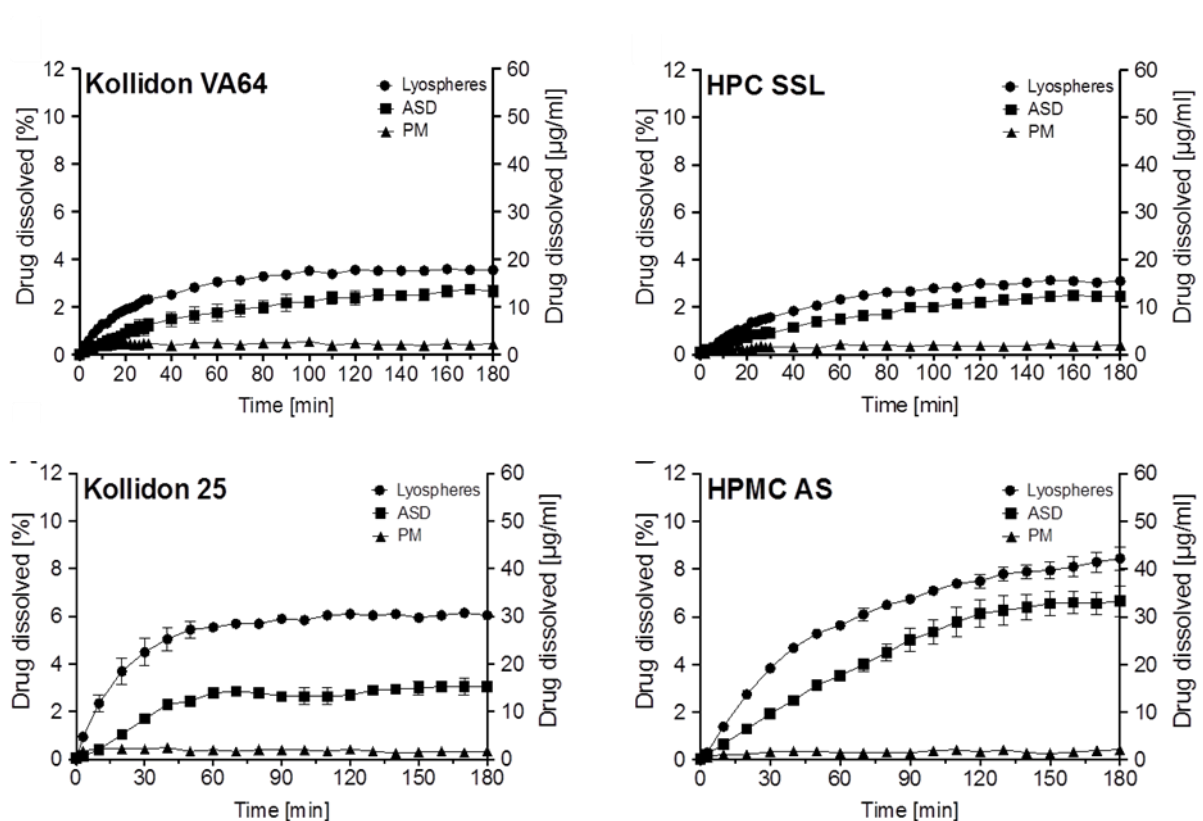 Kollidon VA64
Lyospheres
ASD
PM
Drug dissolved [%]
12
10
8
6
4
2
0
Drug dissolved [µg/ml]
60
50
40
30
20
10
0
0 20 40 60 80 100 120 140 160 180
Time [min]
HPC SSL
Lyospheres
ASD
PM
Drug dissolved [%]
12
10
8
6
4
2
0
Drug dissolved [µg/ml]
60
50
40
30
20
10
0
0 20 40 60 80 100 120 140 160 180
Time [min]
Kollidon 25
Lyospheres
ASD
PM
Drug dissolved [%]
12
10
8
6
4
2
0
Drug dissolved [µg/ml]
60
50
40
30
20
10
0
0 30 60 90 120 150 180
Time [min]
HPMC AS
Lyospheres
ASD
PM
Drug dissolved [%]
12
10
8
6
4
2
0
Drug dissolved [µg/ml]
60
50
40
30
20
10
0
0 30 60 90 120 150 180
Time [min]